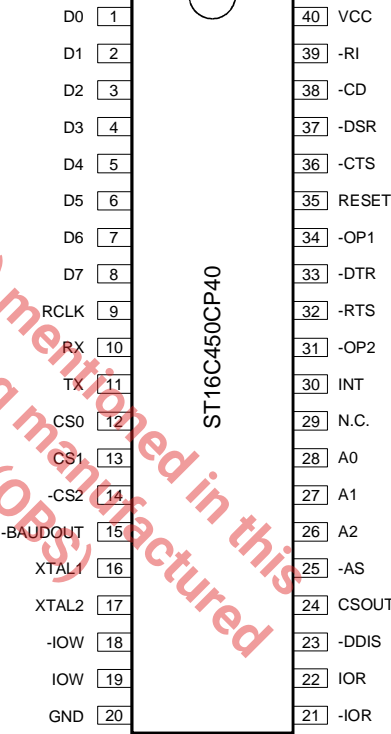 D0 1
D1 2
D2 3
D3 4
D4 5
D5 6
D6 7
D7 8
RCLK 9
RX 10
TX 11
CS0 12
CS1 13
-CS2 14
-BAUDOUT 15
XTAL1 16
XTAL2 17
-IOW 18
IOW 19
GND 20
ST16C450CP40
40 VCC
39 -RI
38 -CD
37 -DSR
36 -CTS
35 RESET
34 -OP1
33 -DTR
32 -RTS
31 -OP2
30 INT
29 N.C.
28 A0
27 A1
26 A2
25 -AS
24 CSOUT
23 -DDIS
22 IOR
21 -IOR
mentioned in this
manufactured
(OBS)